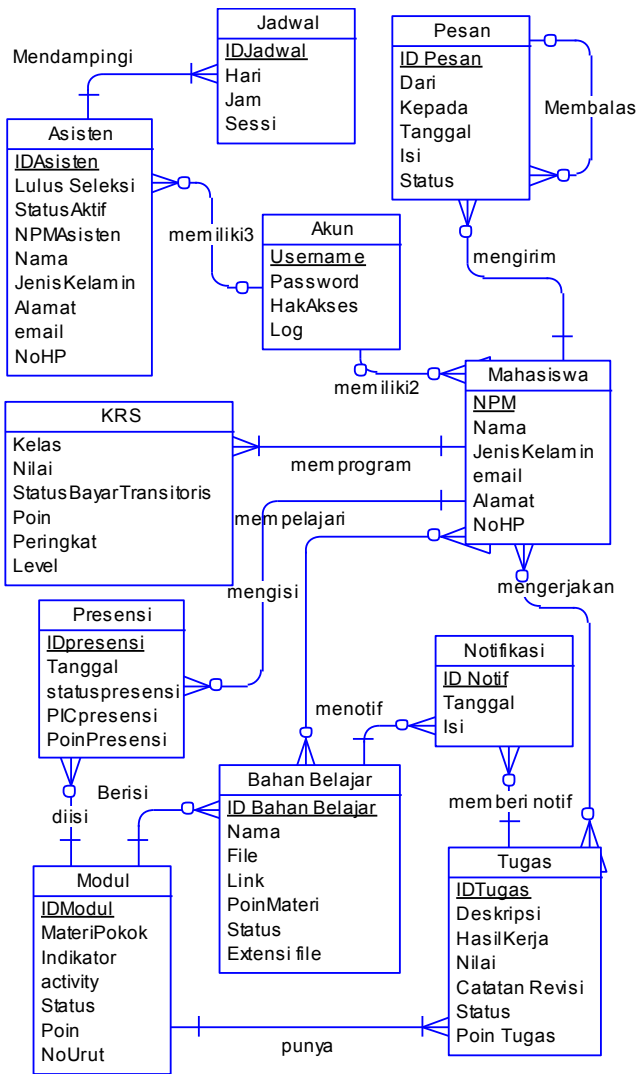 Jadwal
IDJadwal
Hari
Jam
Sessi
Mendampingi
Pesan
ID Pesan
Dari
Kepada
Tanggal
Isi
Status
Membalas
Asisten
IDAsisten
Lulus Seleksi
StatusAktif
NPMAsisten
Nama
JenisKelamin
Alamat
email
NoHP
memiliki3
Akun
Username
Password
HakAkses
Log
mengirim
memiliki2
Mahasiswa
NPM
Nama
JenisKelamin
email
Alamat
NoHP
KRS
Kelas
Nilai
StatusBayarTransitoris
Poin
Peringkat
Level
memprogram
mempelajari
mengisi
mengerjakan
Presensi
IDpresensi
Tanggal
statuspresensi
PICpresensi
PoinPresensi
Notifikasi
ID Notif
Tanggal
Isi
menotif
Berisi
diisi
memberi notif
Bahan Belajar
ID Bahan Belajar
Nama
File
Link
PoinMateri
Status
Extensi file
Modul
IDModul
MateriPokok
Indikator
activity
Status
Poin
NoUrut
Tugas
IDTugas
Deskripsi
HasilKerja
Nilai
Catatan Revisi
Status
Poin Tugas
punya